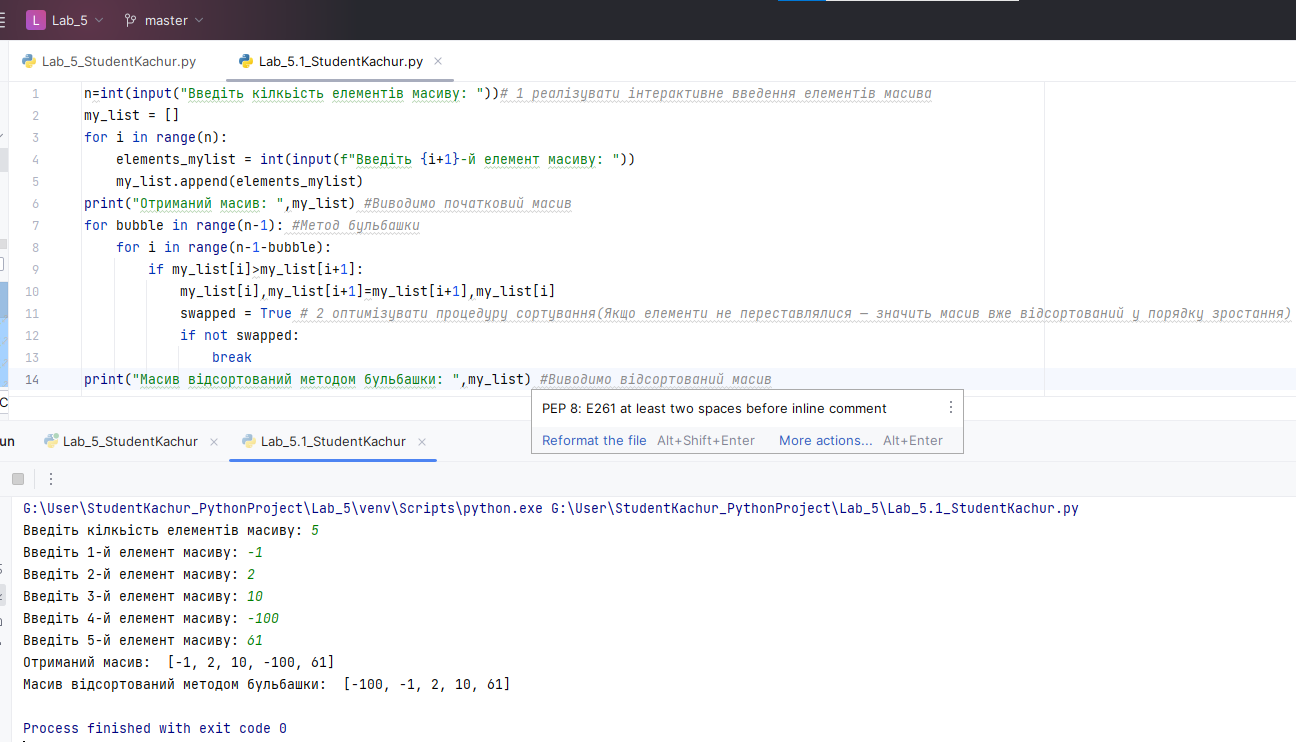 L Lab_5 master
Lab_5_StudentKachur.py Lab_5.1_StudentKachur.py ×
1 n=int(input("Введіть кілкьість елементів масиву: "))# 1 реалізувати інтерактивне введення елементів масива
2 my_list = []
3 for i in range(n):
4 elements_mylist = int(input(f"Введіть {i+1}-й елемент масиву: "))
5 my_list.append(elements_mylist)
6 print("Отриманий масив: ",my_list) #Виводимо початковий масив
7 for bubble in range(n-1): #Метод бульбашки
8 for i in range(n-1-bubble):
9 if my_list[i]>my_list[i+1]:
10 my_list[i],my_list[i+1]=my_list[i+1],my_list[i]
11 swapped = True # 2 оптимізувати процедуру сортування(Якщо елементи не переставлялися — значить масив вже відсортований у порядку зростання)
12 if not swapped:
13 break
14 print("Масив відсортований методом бульбашки: ",my_list) #Виводимо відсортований масив
PEP 8: E261 at least two spaces before inline comment
Reformat the file Alt+Shift+Enter More actions... Alt+Enter
un Lab_5_StudentKachur × Lab_5.1_StudentKachur ×
G:\User\StudentKachur_PythonProject\Lab_5\venv\Scripts\python.exe G:\User\StudentKachur_PythonProject\Lab_5\Lab_5.1_StudentKachur.py
Введіть кілкьість елементів масиву: 5
Введіть 1-й елемент масиву: -1
Введіть 2-й елемент масиву: 2
Введіть 3-й елемент масиву: 10
Введіть 4-й елемент масиву: -100
Введіть 5-й елемент масиву: 61
Отриманий масив:  [-1, 2, 10, -100, 61]
Масив відсортований методом бульбашки:  [-100, -1, 2, 10, 61]
Process finished with exit code 0